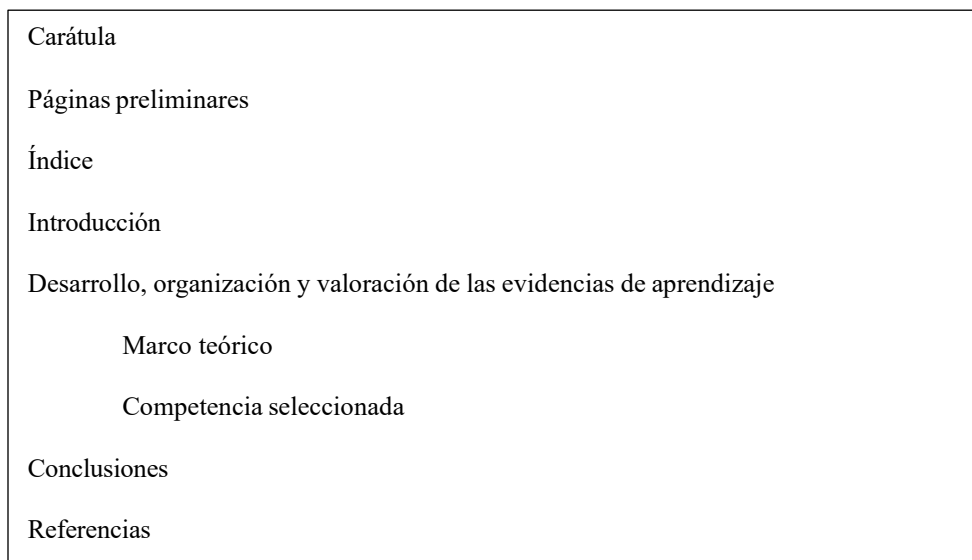 Carátula
Páginas preliminares
Índice
Introducción
Desarrollo, organización y valoración de las evidencias de aprendizaje
Marco teórico
Competencia seleccionada
Conclusiones
Referencias